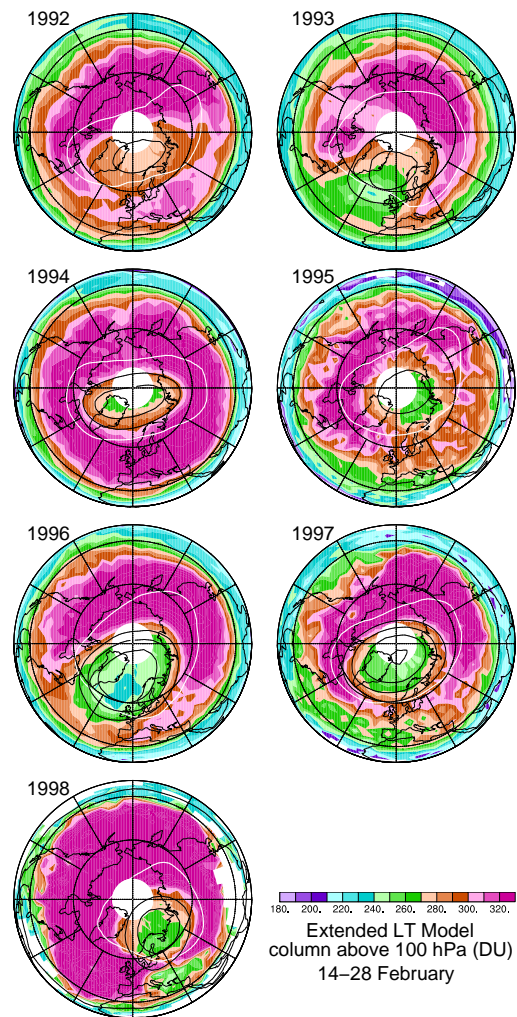 1992
1993
1994
1995
1996
1997
1998
180. 200. 220. 240. 260. 280. 300. 320.
Extended LT Model
column above 100 hPa (DU)
14–28 February